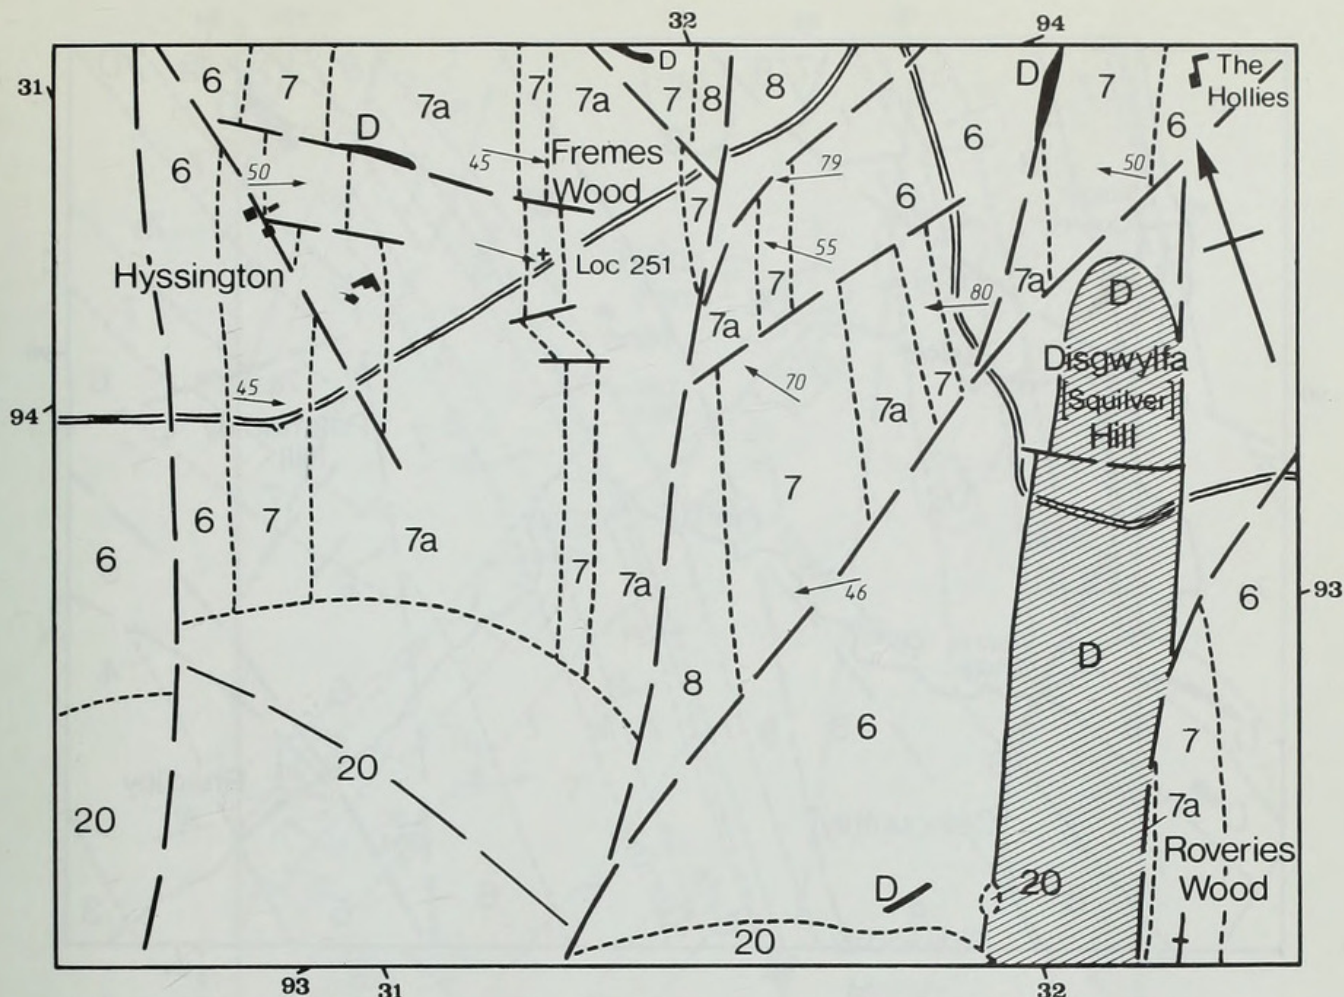 32
94
31
6
7
7a
7
7a
7
8
8
D
D
7
The
Hollies
6
D
45
Fremes
Wood
6
6
50
79
50
7
6
Hyssington
Loc 251
55
7
7a
80
7a
D
94
45
70
7
7a
Disgwylfa
[Squilver]
Hill
6
7
7a
7
6
7
7a
46
6
93
D
8
6
7
20
20
7a
Roveries
Wood
D
20
20
93
31
32